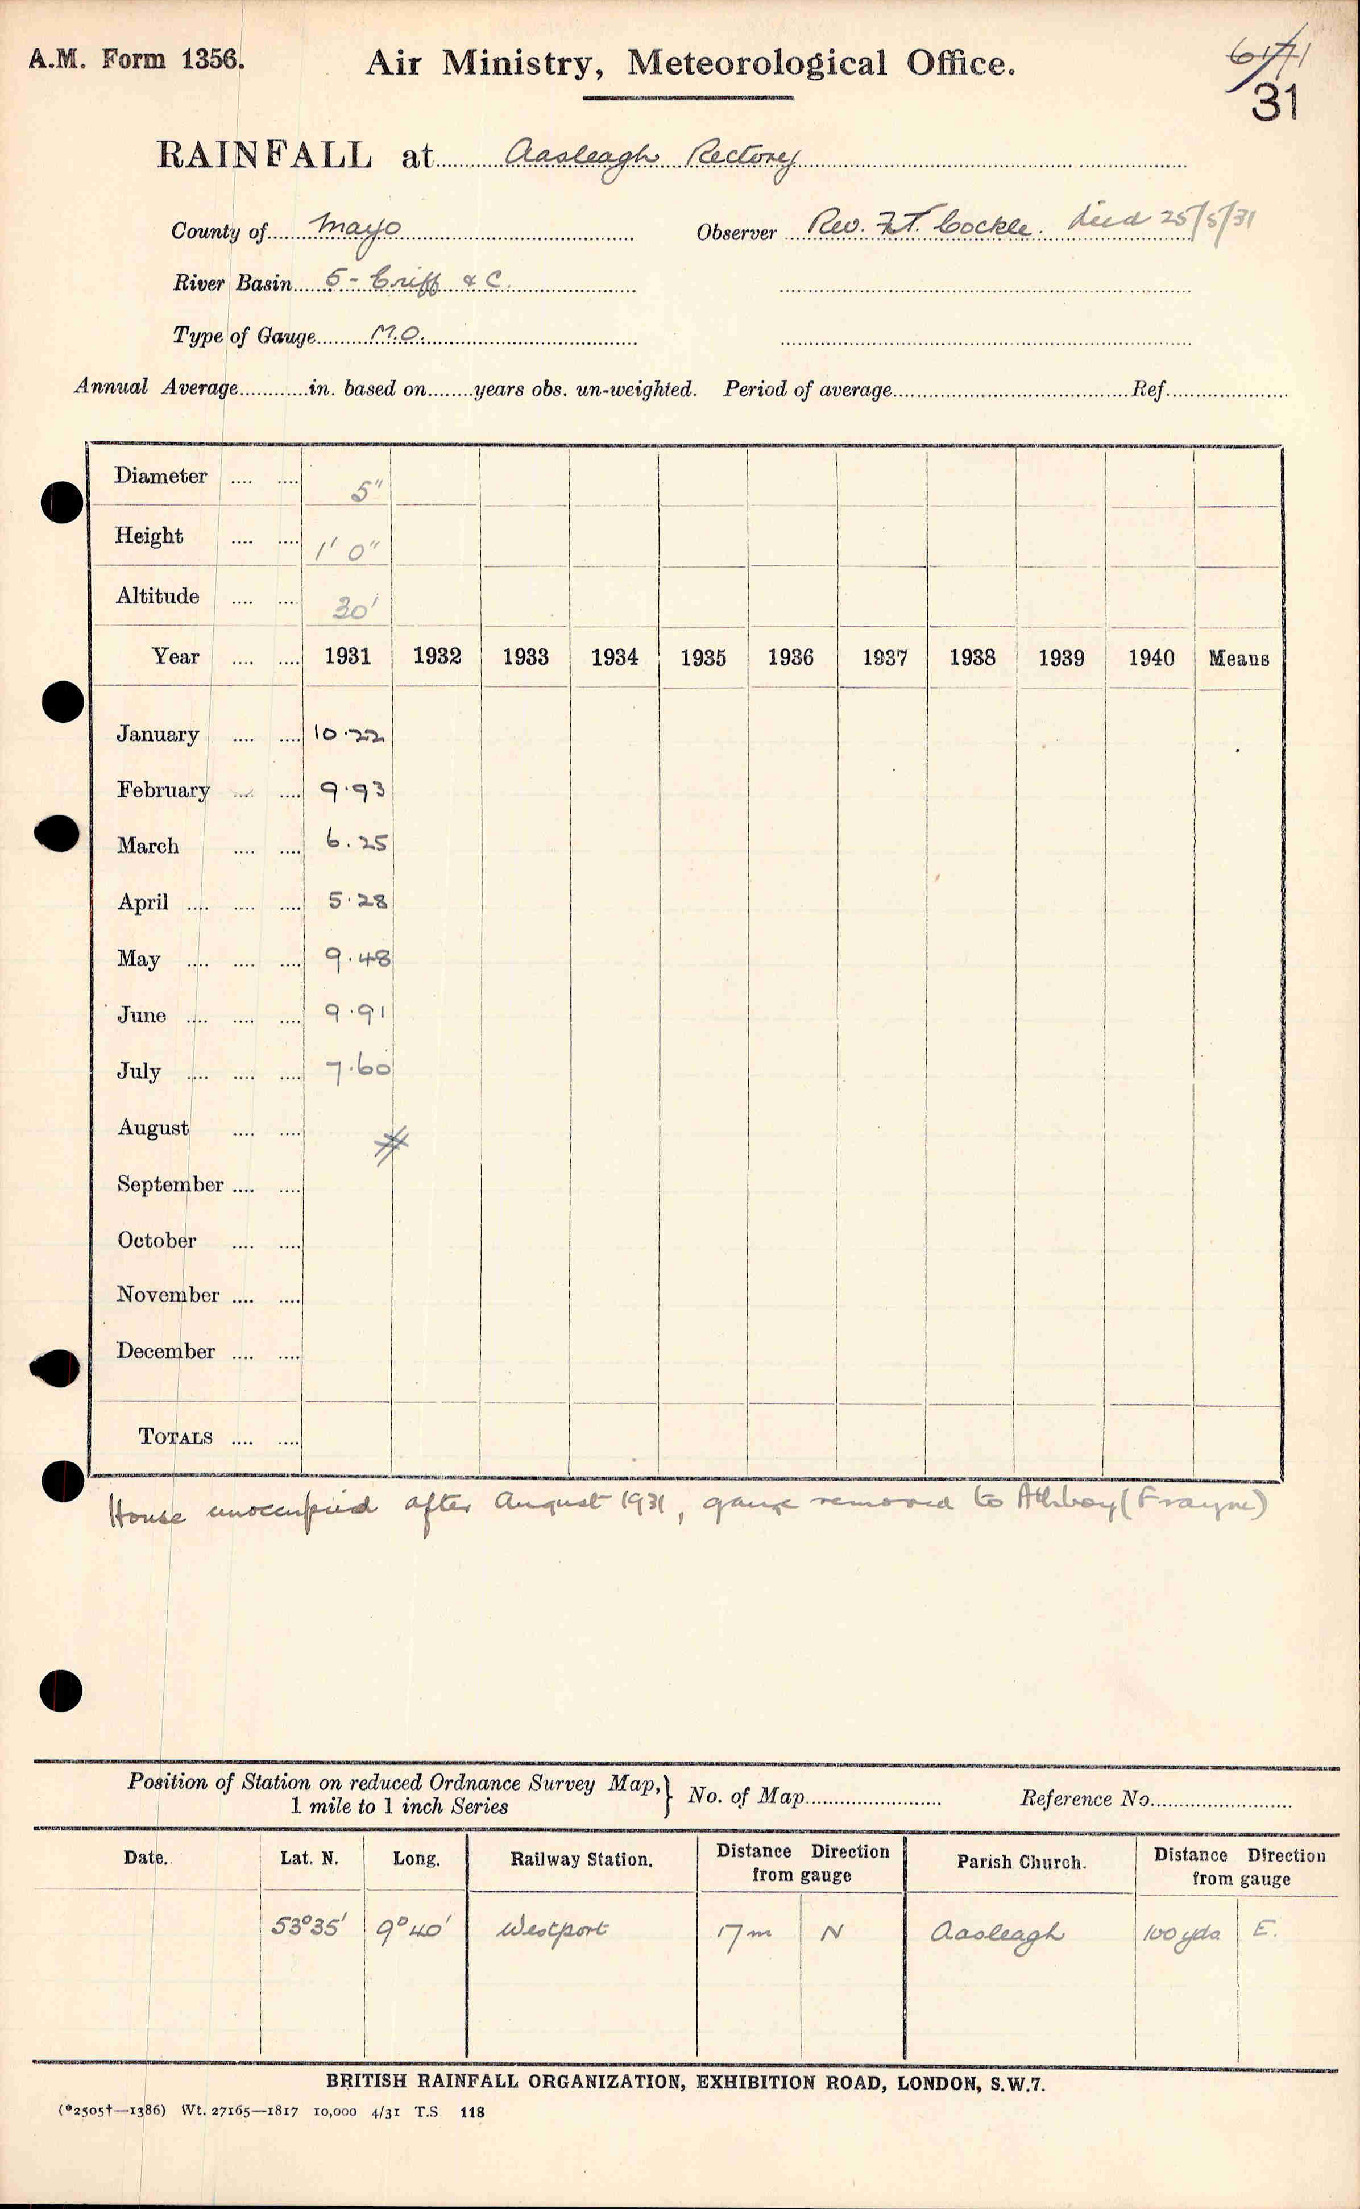 A.M. Form 1356.
Air Ministry, Meteorological Office.
31
RAINFALL at Aasleagh Rectory
County of Mayo
Observer Rev. F.T. Cockle. died 25/5/31
River Basin 5 - Erriff & C.
Type of Gauge M.O.
Annual Average in. based on years obs. un-weighted. Period of average Ref.
Diameter 5"
Height 1' 0"
Altitude 30'
Year 1931 1932 1933 1934 1935 1936 1937 1938 1939 1940 Means
January 10.22
February 9.93
March 6.25
April 5.28
May 9.48
June 9.91
July 7.60
August #
September
October
November
December
TOTALS
House unoccupied after August 1931, gauge removed to Athboy (Frayne)
Position of Station on reduced Ordnance Survey Map, } No. of Map Reference No.
1 mile to 1 inch Series
Date. Lat. N. Long. Railway Station. Distance Direction from gauge Parish Church. Distance Direction from gauge
53°35' 9°40' Westport 17 m N Aasleagh 100 yds E.
BRITISH RAINFALL ORGANIZATION, EXHIBITION ROAD, LONDON, S.W.7.
(*2505†—1386) Wt. 27165—1817 10,000 4/31 T.S. 118